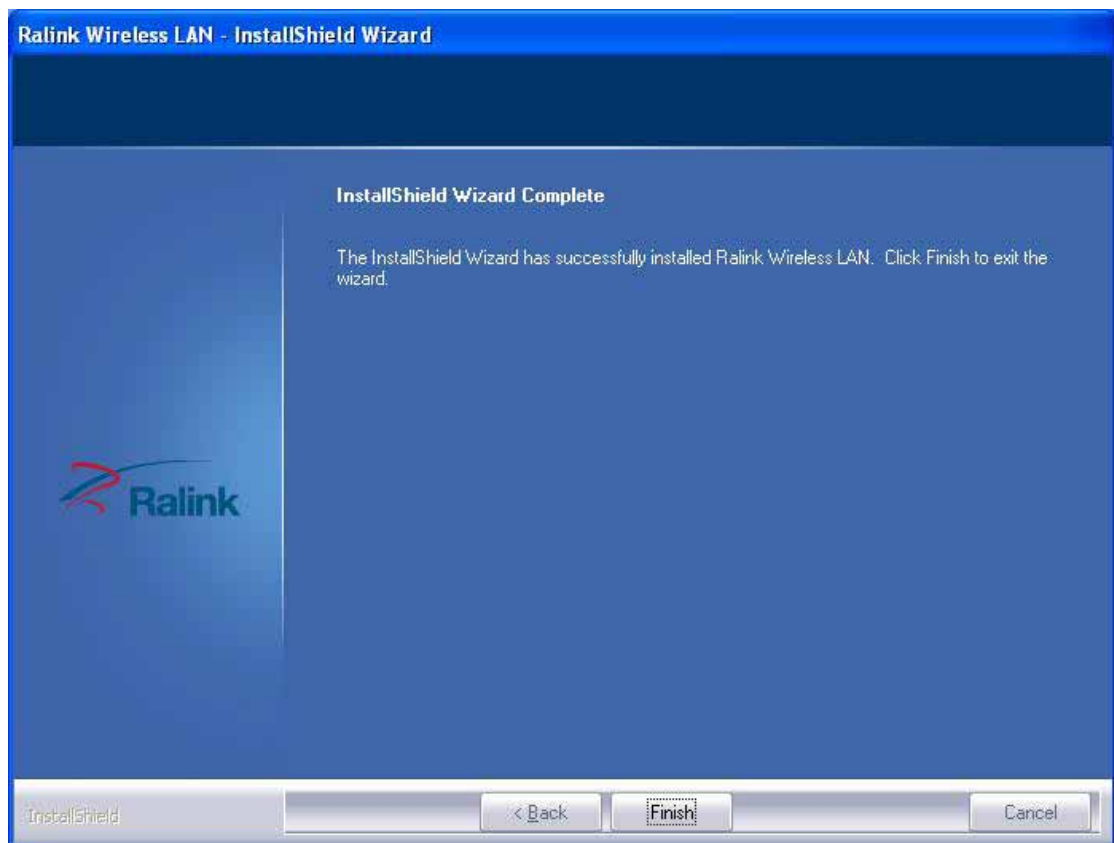 Ralink Wireless LAN - InstallShield Wizard
InstallShield Wizard Complete
The InstallShield Wizard has successfully installed Ralink Wireless LAN. Click Finish to exit the
wizard.
Ralink
InstallShield
< Back
Finish
Cancel